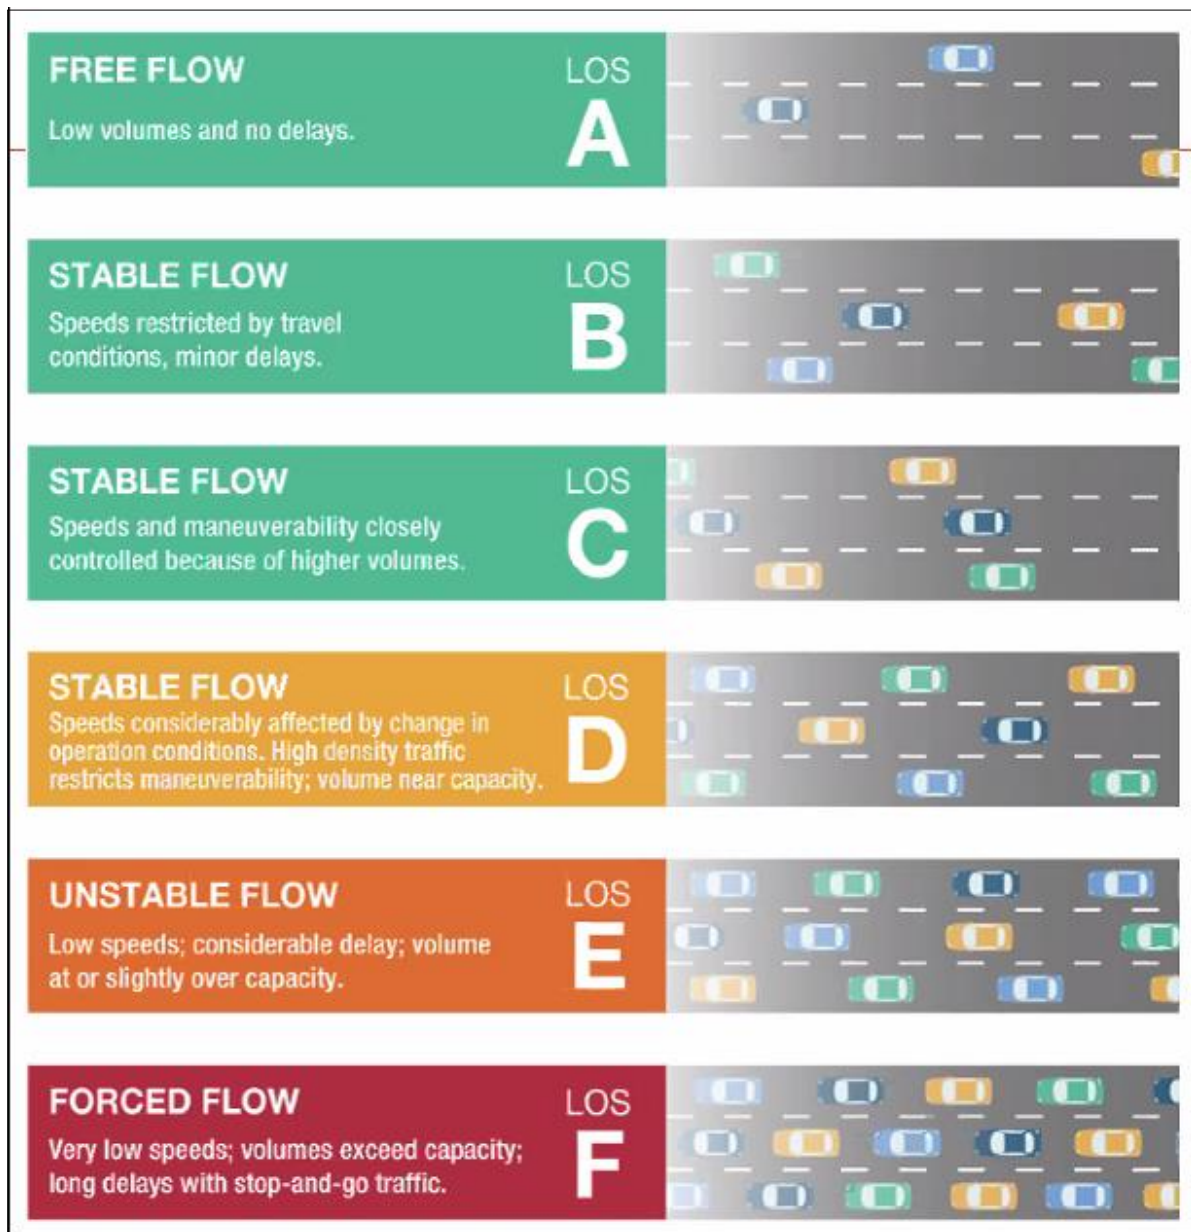 FREE FLOW
LOS
A
Low volumes and no delays.
STABLE FLOW
LOS
B
Speeds restricted by travel
conditions, minor delays.
STABLE FLOW
LOS
C
Speeds and maneuverability closely
controlled because of higher volumes.
STABLE FLOW
LOS
D
Speeds considerably affected by change in
operation conditions. High density traffic
restricts maneuverability; volume near capacity.
UNSTABLE FLOW
LOS
E
Low speeds; considerable delay; volume
at or slightly over capacity.
FORCED FLOW
LOS
F
Very low speeds; volumes exceed capacity;
long delays with stop-and-go traffic.